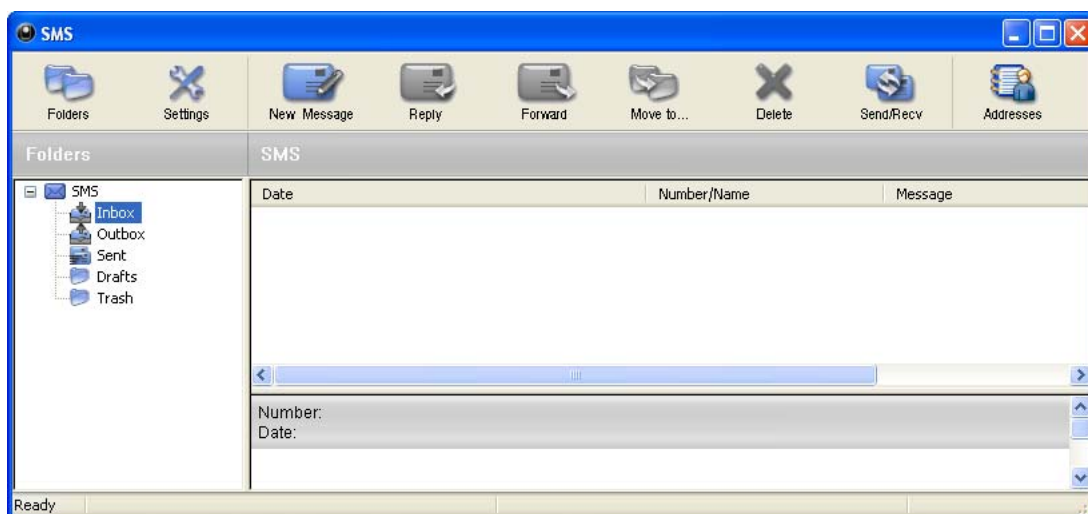 SMS
Folders Settings New Message Reply Forward Move to... Delete Send/Recv Addresses
Folders SMS
SMS
Date Number/Name Message
Inbox
Outbox
Sent
Drafts
Trash
Number:
Date:
Ready